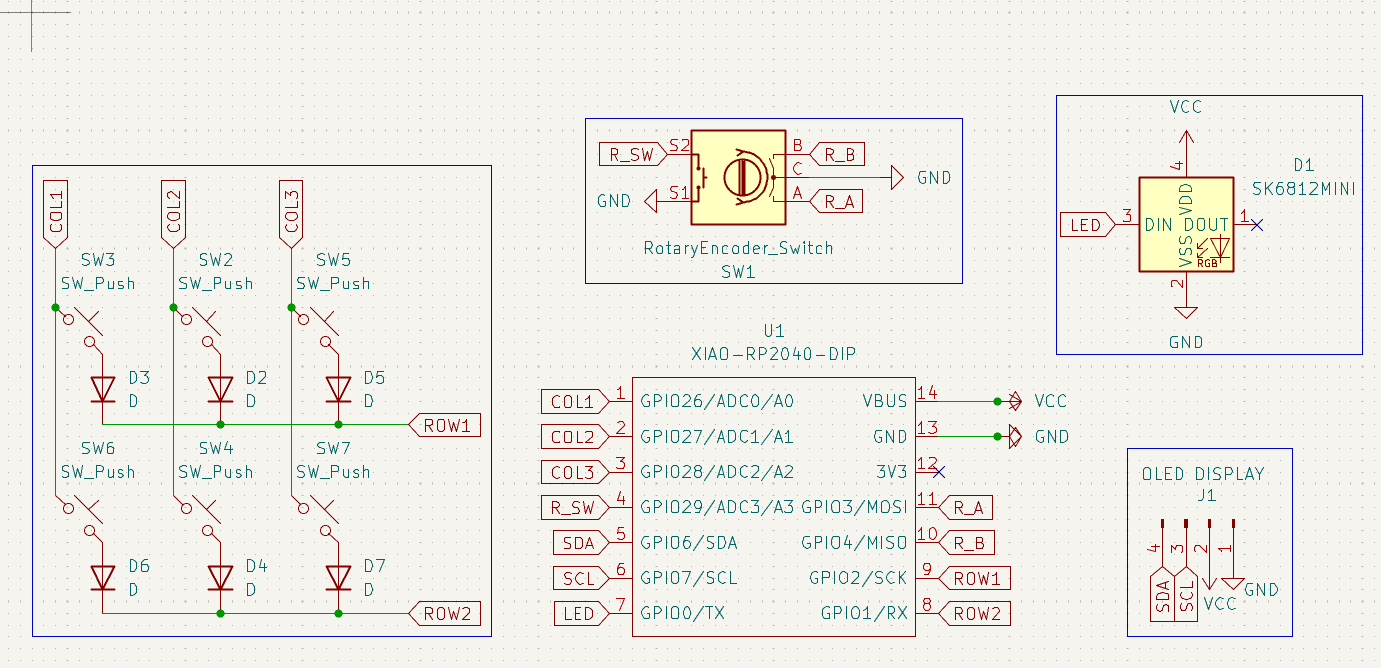 COL1
COL2
COL3
SW3
SW_Push
SW2
SW_Push
SW5
SW_Push
D3
D
D2
D
D5
D
ROW1
SW6
SW_Push
SW4
SW_Push
SW7
SW_Push
D6
D
D4
D
D7
D
ROW2
R_SW
S2
GND
S1
B
R_B
C
GND
A
R_A
RotaryEncoder_Switch
SW1
VCC
4
D1
SK6812MINI
LED
3
DIN
VDD
DOUT
1
VSS
RGB
2
GND
U1
XIAO-RP2040-DIP
COL1 1 GPIO26/ADC0/A0 VBUS 14 VCC
COL2 2 GPIO27/ADC1/A1 GND 13 GND
COL3 3 GPIO28/ADC2/A2 3V3 12
R_SW 4 GPIO29/ADC3/A3 GPIO3/MOSI 11 R_A
SDA 5 GPIO6/SDA GPIO4/MISO 10 R_B
SCL 6 GPIO7/SCL GPIO2/SCK 9 ROW1
LED 7 GPIO0/TX GPIO1/RX 8 ROW2
OLED DISPLAY
J1
4
3
2
1
SDA
SCL
VCC
GND